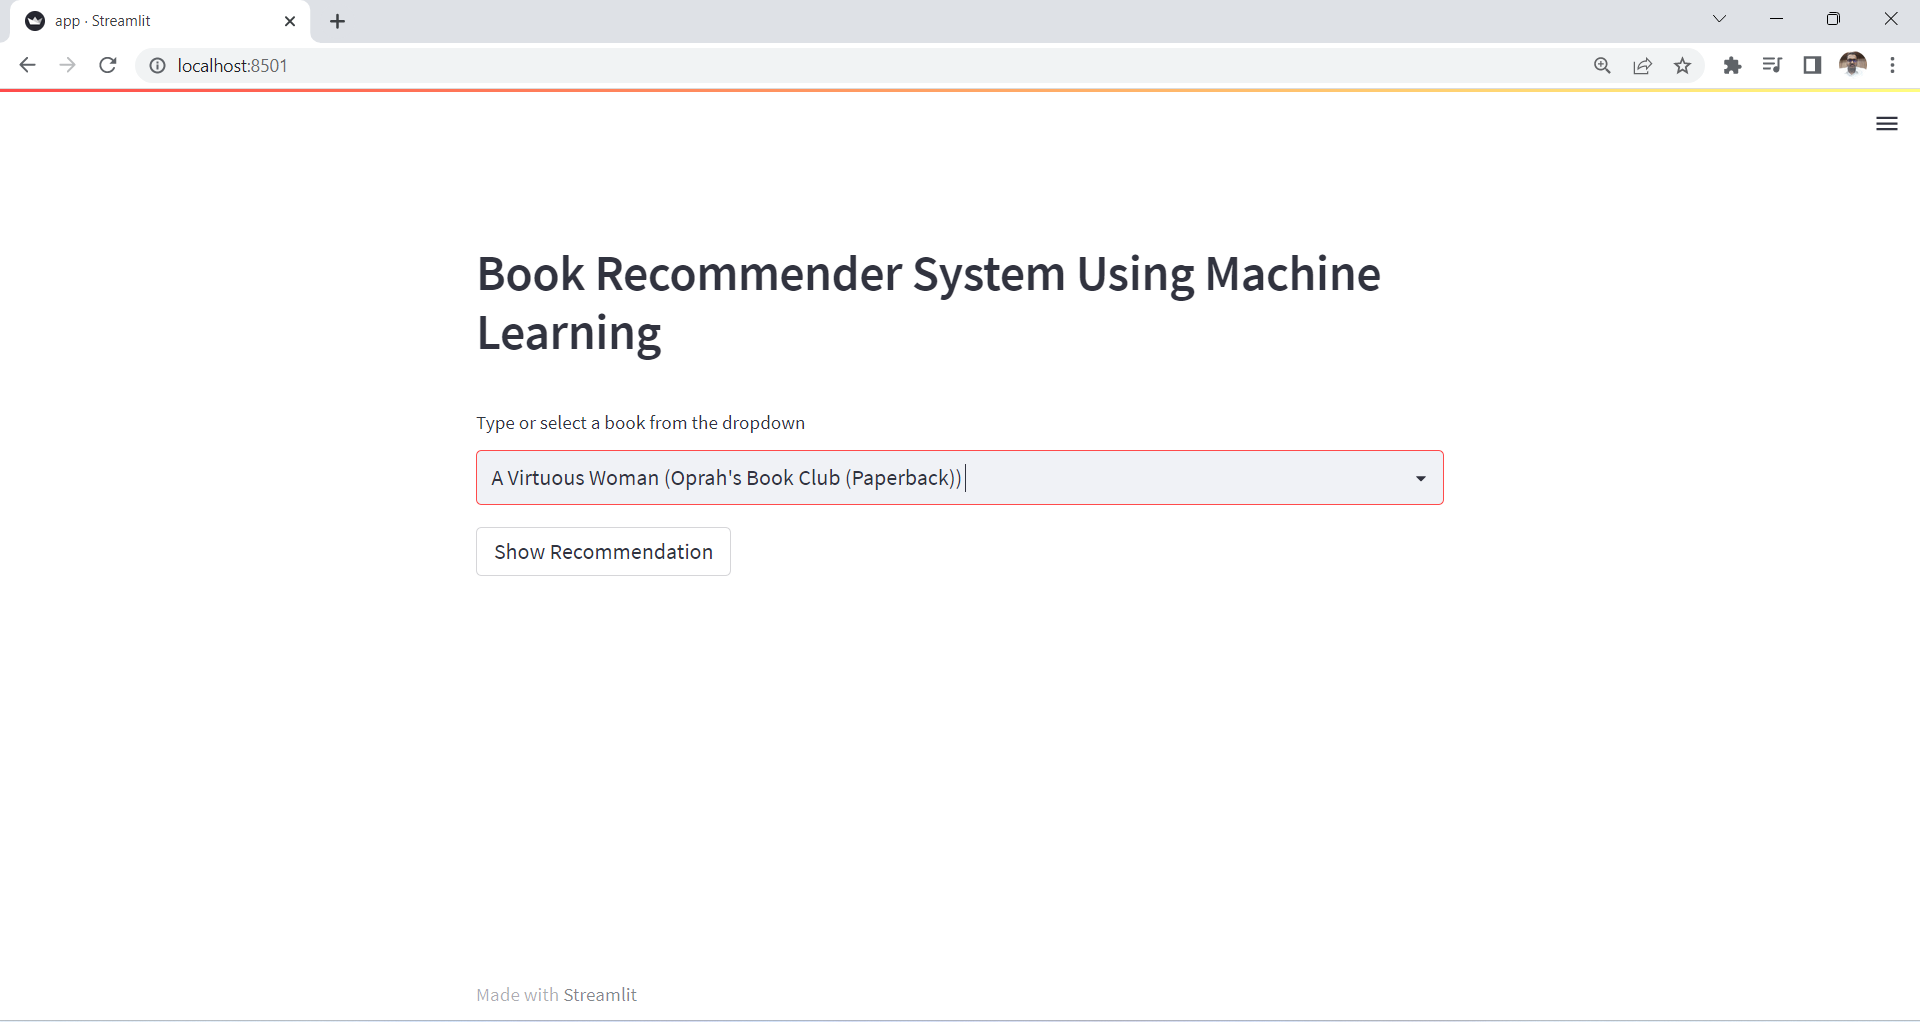 app · Streamlit
localhost:8501
Book Recommender System Using Machine
Learning
Type or select a book from the dropdown
A Virtuous Woman (Oprah's Book Club (Paperback))
Show Recommendation
Made with Streamlit